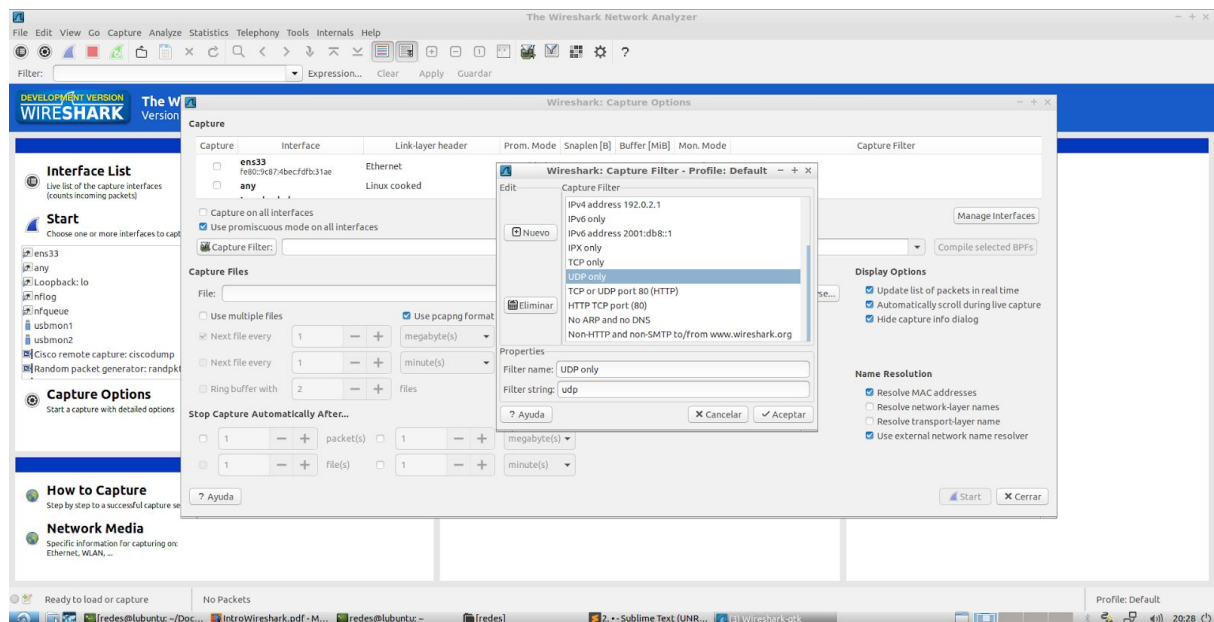 The Wireshark Network Analyzer
File Edit View Go Capture Analyze Statistics Telephony Tools Internals Help
Filter:
Expression... Clear Apply Guardar
DEVELOPMENT VERSION
WIRESHARK
The W
Version
Interface List
Live list of the capture interfaces
(counts incoming packets)
Start
Choose one or more interfaces to capt
ens33
any
Loopback: lo
nflog
nfqueue
usbmon1
usbmon2
Cisco remote capture: ciscodump
Random packet generator: randpkt
Capture Options
Start a capture with detailed options
How to Capture
Step by step to a successful capture se
Network Media
Specific information for capturing on:
Ethernet, WLAN, ...
Wireshark: Capture Options
Capture
Capture Interface Link-layer header Prom. Mode Snaplen [B] Buffer [MiB] Mon. Mode Capture Filter
ens33
fe80::9c87:4bec:fdfb:31ae
Ethernet
any Linux cooked
Capture on all interfaces
Use promiscuous mode on all interfaces
Manage Interfaces
Capture Filter:
Compile selected BPFs
Capture Files
File:
se...
Use multiple files Use pcapng format
Next file every 1 megabyte(s)
Next file every 1 minute(s)
Ring buffer with 2 files
Stop Capture Automatically After...
1 packet(s) 1 megabyte(s)
1 file(s) 1 minute(s)
Display Options
Update list of packets in real time
Automatically scroll during live capture
Hide capture info dialog
Name Resolution
Resolve MAC addresses
Resolve network-layer names
Resolve transport-layer name
Use external network name resolver
Ayuda
Start
Cerrar
Wireshark: Capture Filter - Profile: Default
Edit
Nuevo
Eliminar
Capture Filter
IPv4 address 192.0.2.1
IPv6 only
IPv6 address 2001:db8::1
IPX only
TCP only
UDP only
TCP or UDP port 80 (HTTP)
HTTP TCP port (80)
No ARP and no DNS
Non-HTTP and non-SMTP to/from www.wireshark.org
Properties
Filter name: UDP only
Filter string: udp
Ayuda
Cancelar
Aceptar
Ready to load or capture
No Packets
Profile: Default
[redes@lubuntu: ~/Doc...
IntroWireshark.pdf - M...
redes@lubuntu: ~
[redes]
2. •- Sublime Text (UNR...
20:28